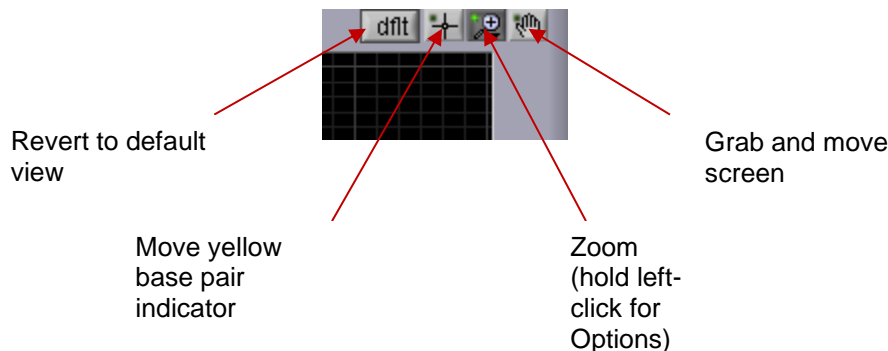 dflt
Revert to default
view
Grab and move
screen
Move yellow
base pair
indicator
Zoom
(hold left-
click for
Options)